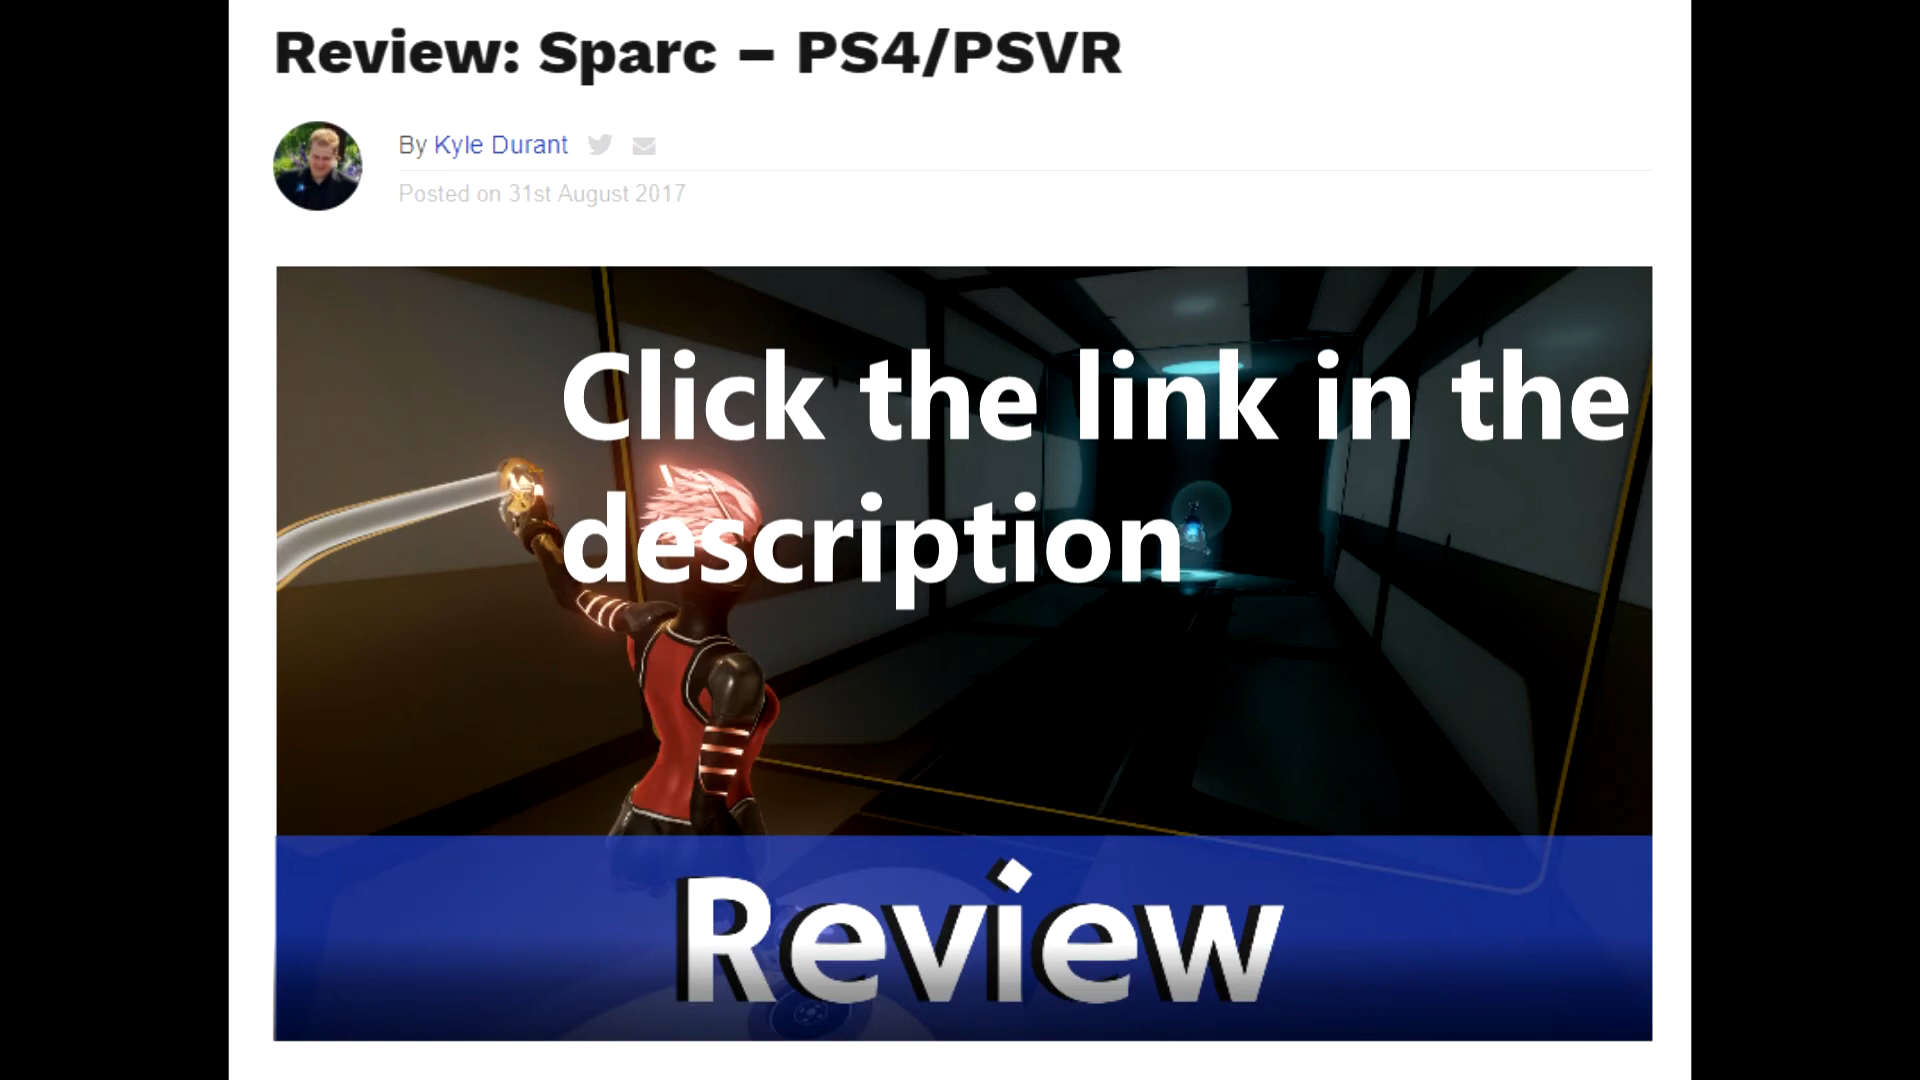 Review: Sparc – PS4/PSVR
By Kyle Durant
Posted on 31st August 2017
Click the link in the
description
Review